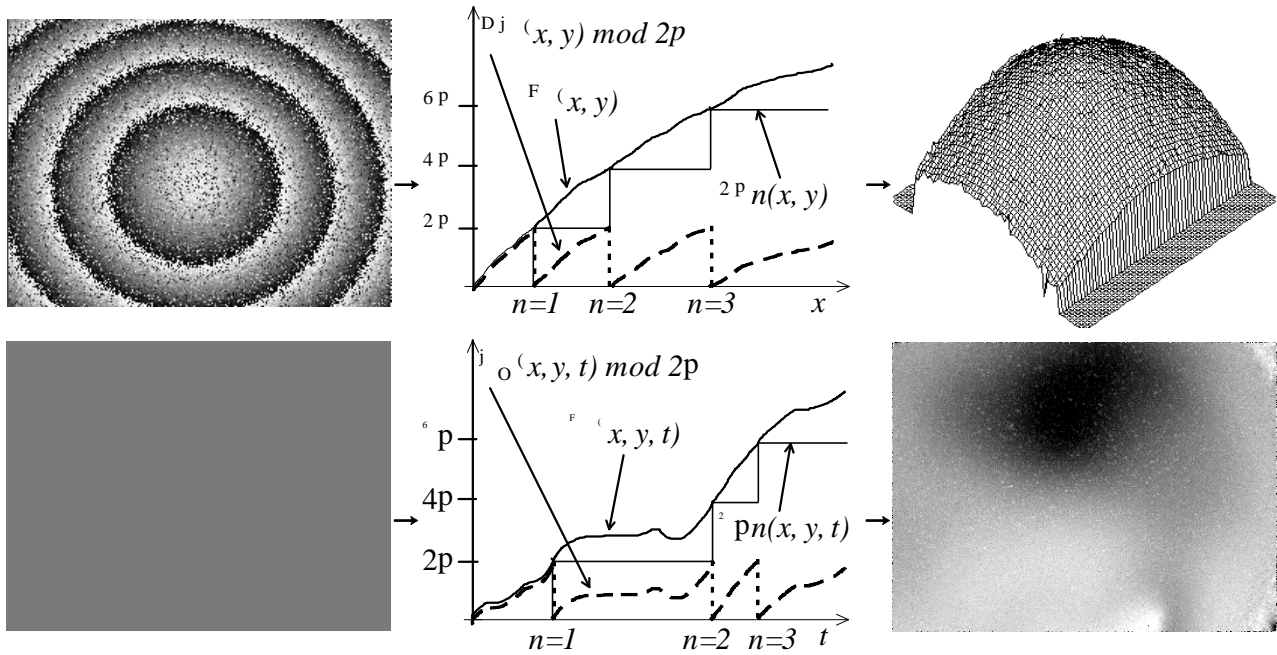 D j (x, y) mod 2p
6 p
F (x, y)
4 p
2 p n(x, y)
2 p
n=1 n=2 n=3 x
j O (x, y, t) mod 2p
F ( x, y, t)
6 p
4p
2 pn(x, y, t)
2p
n=1 n=2 n=3 t